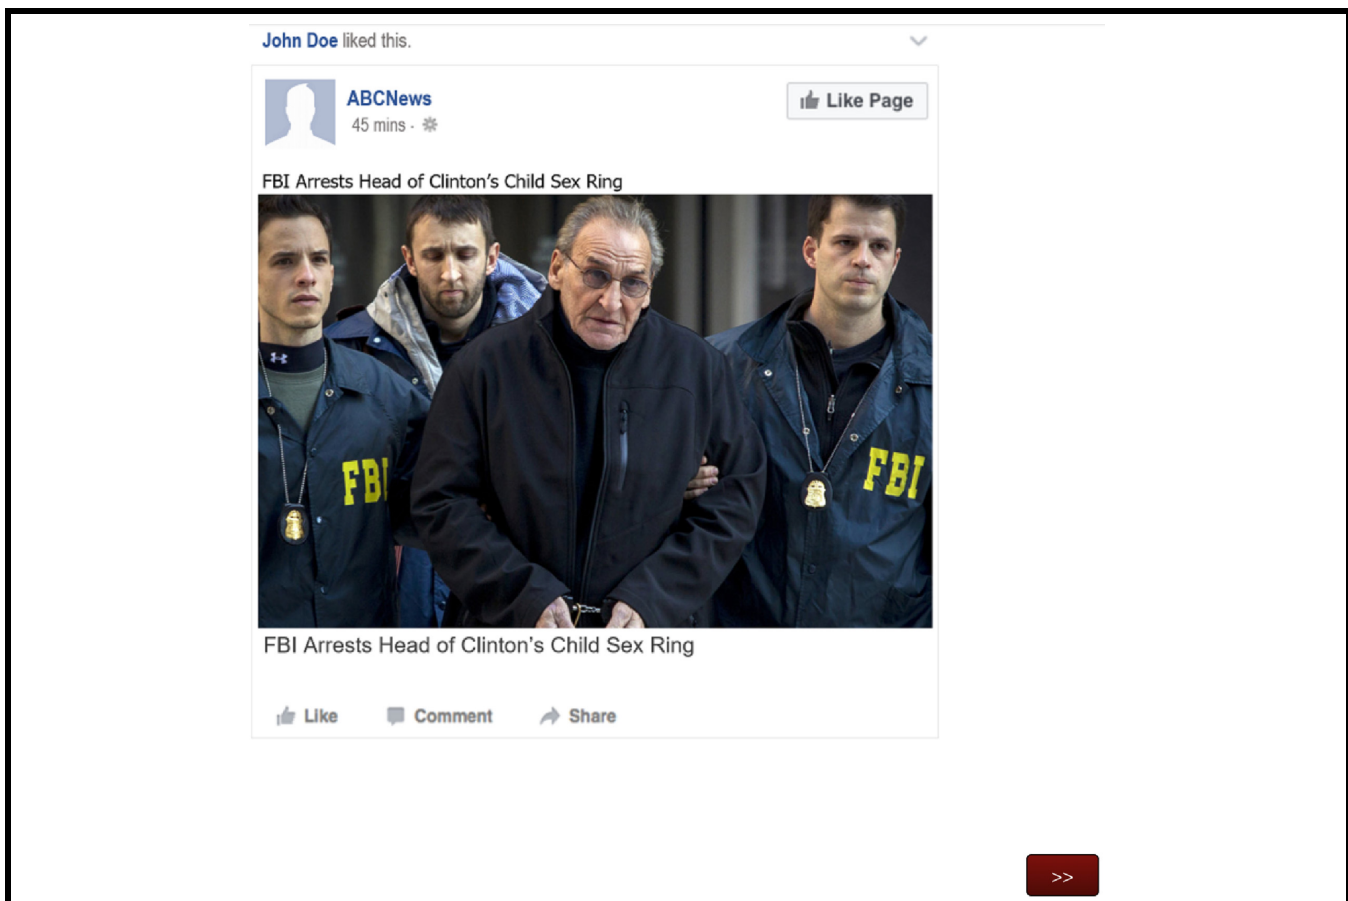 John Doe liked this.
ABCNews
45 mins ·
Like Page
FBI Arrests Head of Clinton's Child Sex Ring
FBI
FBI
FBI Arrests Head of Clinton’s Child Sex Ring
Like Comment Share
>>